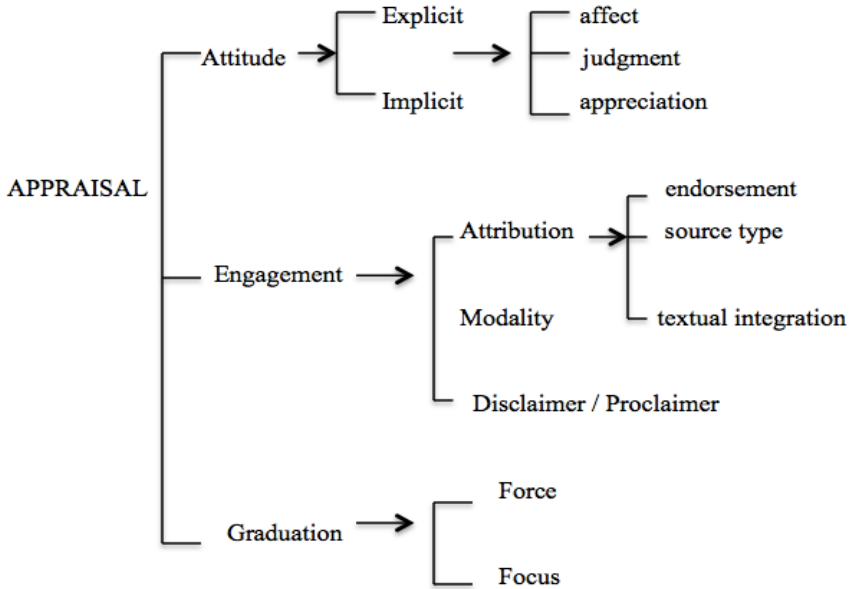 Explicit
affect
Attitude
judgment
Implicit
appreciation
APPRAISAL
endorsement
Attribution
source type
Engagement
Modality
textual integration
Disclaimer / Proclaimer
Force
Graduation
Focus